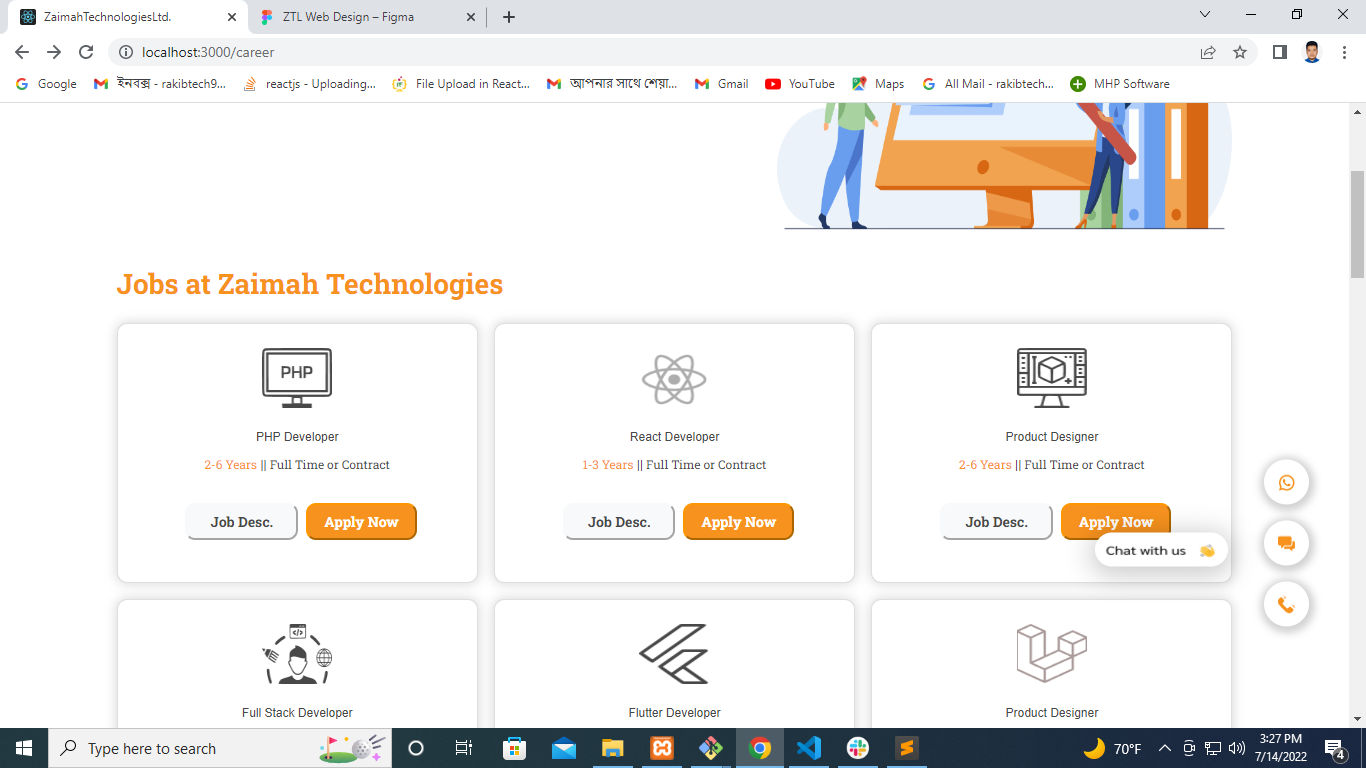 ZaimahTechnologiesLtd.
ZTL Web Design – Figma
localhost:3000/career
Google
ইনবক্স - rakibtech9...
reactjs - Uploading...
File Upload in React...
আপনার সাথে শেয়া...
Gmail
YouTube
Maps
All Mail - rakibtech...
MHP Software
Jobs at Zaimah Technologies
PHP
PHP Developer
2-6 Years || Full Time or Contract
Job Desc.
Apply Now
React Developer
1-3 Years || Full Time or Contract
Job Desc.
Apply Now
Product Designer
2-6 Years || Full Time or Contract
Job Desc.
Apply Now
Chat with us
Full Stack Developer
Flutter Developer
Product Designer
Type here to search
70°F
3:27 PM
7/14/2022
4